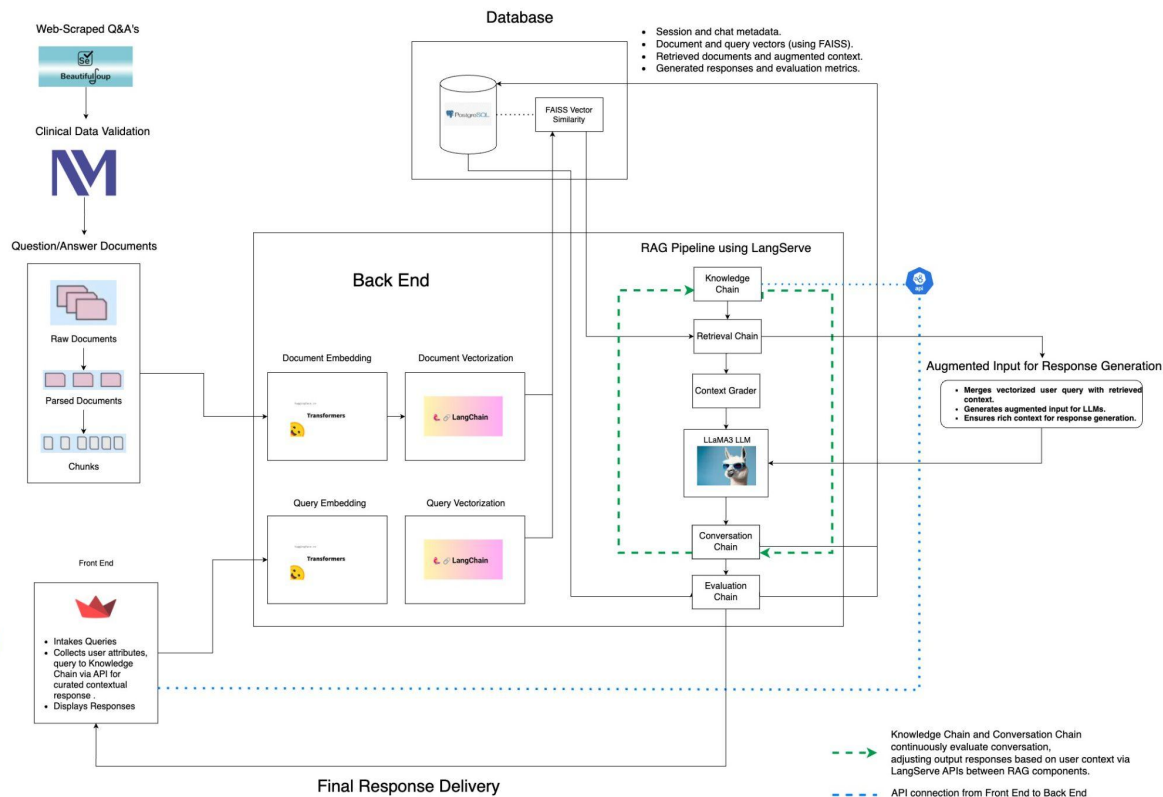 Web-Scraped Q&A's
Se
BeautifulSoup
Clinical Data Validation
NM
Question/Answer Documents
Raw Documents
Parsed Documents
Chunks
Database
PostgreSQL
FAISS Vector
Similarity
• Session and chat metadata.
• Document and query vectors (using FAISS).
• Retrieved documents and augmented context.
• Generated responses and evaluation metrics.
Back End
Document Embedding
Transformers
Document Vectorization
LangChain
Query Embedding
Transformers
Query Vectorization
LangChain
RAG Pipeline using LangServe
Knowledge
Chain
Retrieval Chain
Context Grader
LLaMA3 LLM
Conversation
Chain
Evaluation
Chain
api
Augmented Input for Response Generation
• Merges vectorized user query with retrieved
context.
• Generates augmented input for LLMs.
• Ensures rich context for response generation.
Front End
• Intakes Queries
• Collects user attributes,
query to Knowledge
Chain via API for
curated contextual
response .
• Displays Responses
Final Response Delivery
Knowledge Chain and Conversation Chain
continuously evaluate conversation,
adjusting output responses based on user context via
LangServe APIs between RAG components.
API connection from Front End to Back End